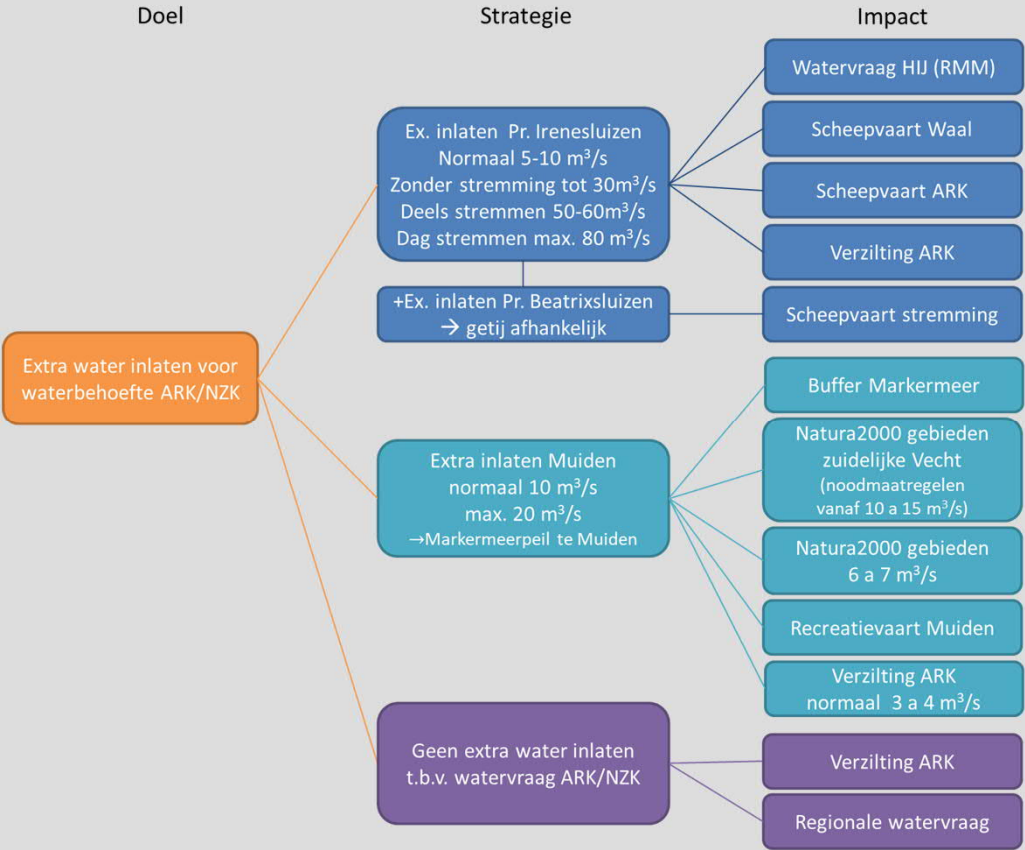 Doel
Strategie
Impact
Extra water inlaten voor
waterbehoefte ARK/NZK
Ex. inlaten  Pr. Irenesluizen
Normaal 5-10 m³/s
Zonder stremming tot 30m³/s
Deels stremmen 50-60m³/s
Dag stremmen max. 80 m³/s
+Ex. inlaten Pr. Beatrixsluizen
→ getij afhankelijk
Extra inlaten Muiden
normaal 10 m³/s
max. 20 m³/s
→Markermeerpeil te Muiden
Geen extra water inlaten
t.b.v. watervraag ARK/NZK
Watervraag HIJ (RMM)
Scheepvaart Waal
Scheepvaart ARK
Verzilting ARK
Scheepvaart stremming
Buffer Markermeer
Natura2000 gebieden
zuidelijke Vecht
(noodmaatregelen
vanaf 10 a 15 m³/s)
Natura2000 gebieden
6 a 7 m³/s
Recreatievaart Muiden
Verzilting ARK
normaal  3 a 4 m³/s
Verzilting ARK
Regionale watervraag